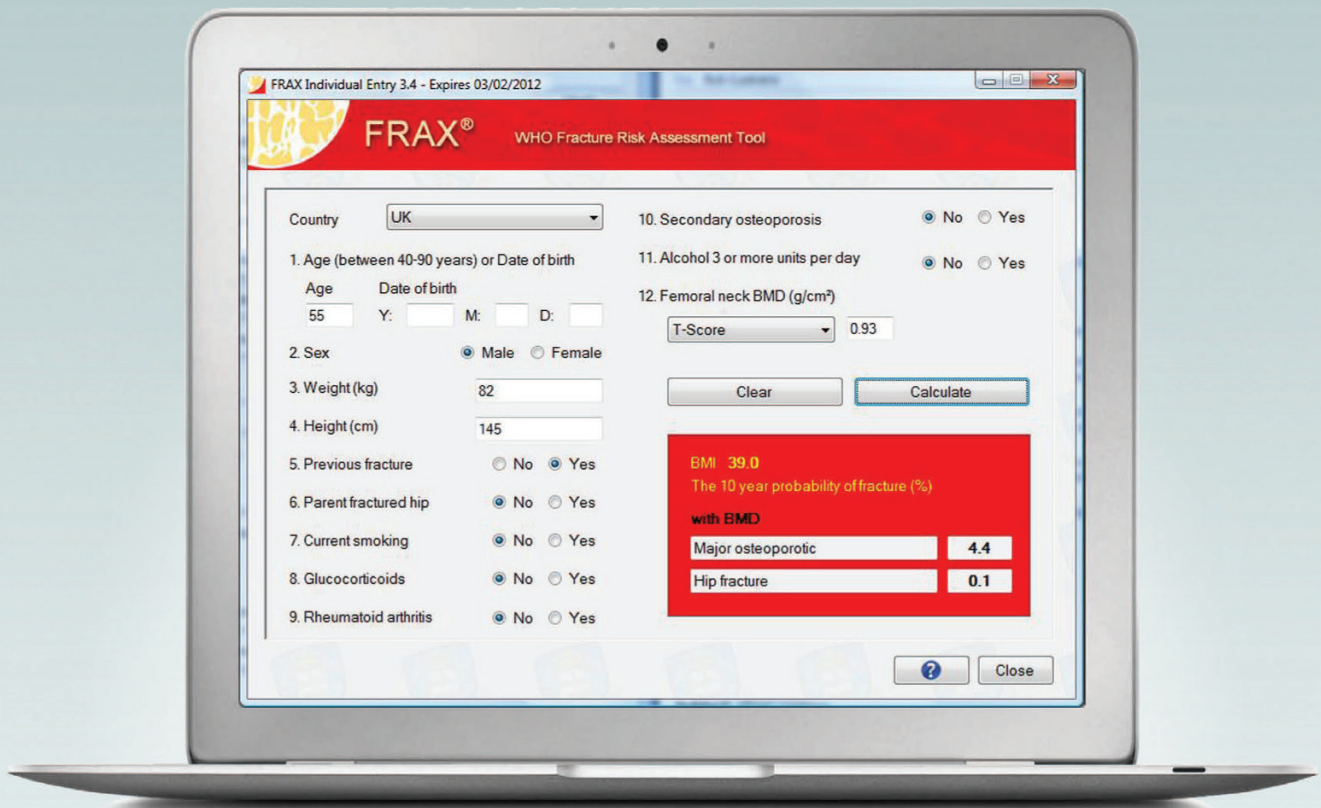 FRAX Individual Entry 3.4 - Expires 03/02/2012
FRAX® WHO Fracture Risk Assessment Tool
Country UK
1. Age (between 40-90 years) or Date of birth
Age Date of birth
55 Y: M: D:
2. Sex Male Female
3. Weight (kg) 82
4. Height (cm) 145
5. Previous fracture No Yes
6. Parent fractured hip No Yes
7. Current smoking No Yes
8. Glucocorticoids No Yes
9. Rheumatoid arthritis No Yes
10. Secondary osteoporosis No Yes
11. Alcohol 3 or more units per day No Yes
12. Femoral neck BMD (g/cm²)
T-Score 0.93
Clear Calculate
BMI 39.0
The 10 year probability of fracture (%)
with BMD
Major osteoporotic 4.4
Hip fracture 0.1
? Close